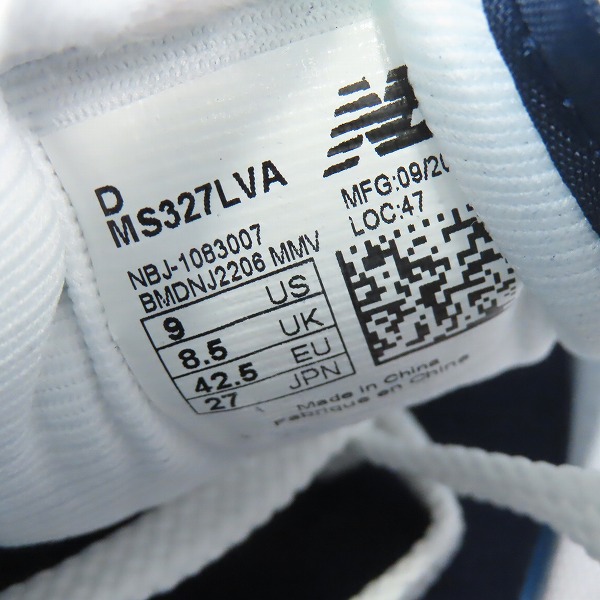 D
MS327LVA
NBJ-1083007
BMDNJ2206 MMV
9 US
8.5 UK
42.5 EU
27 JPN
MFG:09/20
LOC:47
Made in China
Fabriqué en Chine